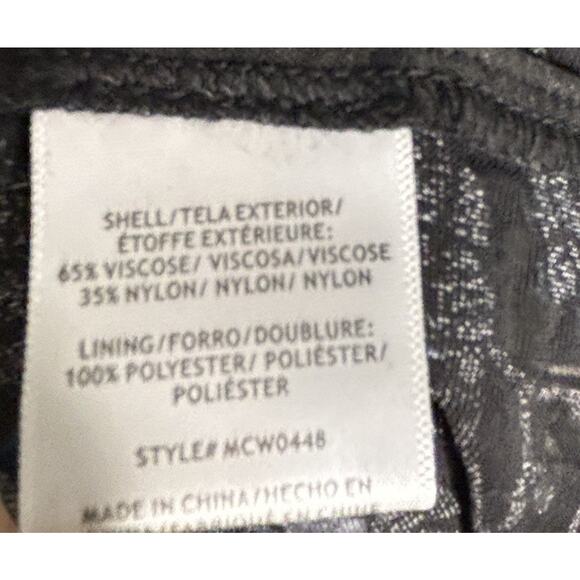 SHELL/TELA EXTERIOR/
ÉTOFFE EXTÉRIEURE:
65% VISCOSE/ VISCOSA/VISCOSE
35% NYLON/ NYLON/ NYLON
LINING/FORRO/DOUBLURE:
100% POLYESTER/ POLIÉSTER/
POLIÉSTER
STYLE# MCW0448
MADE IN CHINA/HECHO EN